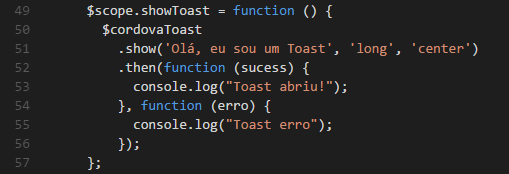 49 $scope.showToast = function () {
50 $cordovaToast
51 .show('Olá, eu sou um Toast', 'long', 'center')
52 .then(function (sucess) {
53 console.log("Toast abriu!");
54 }, function (erro) {
55 console.log("Toast erro");
56 });
57 };